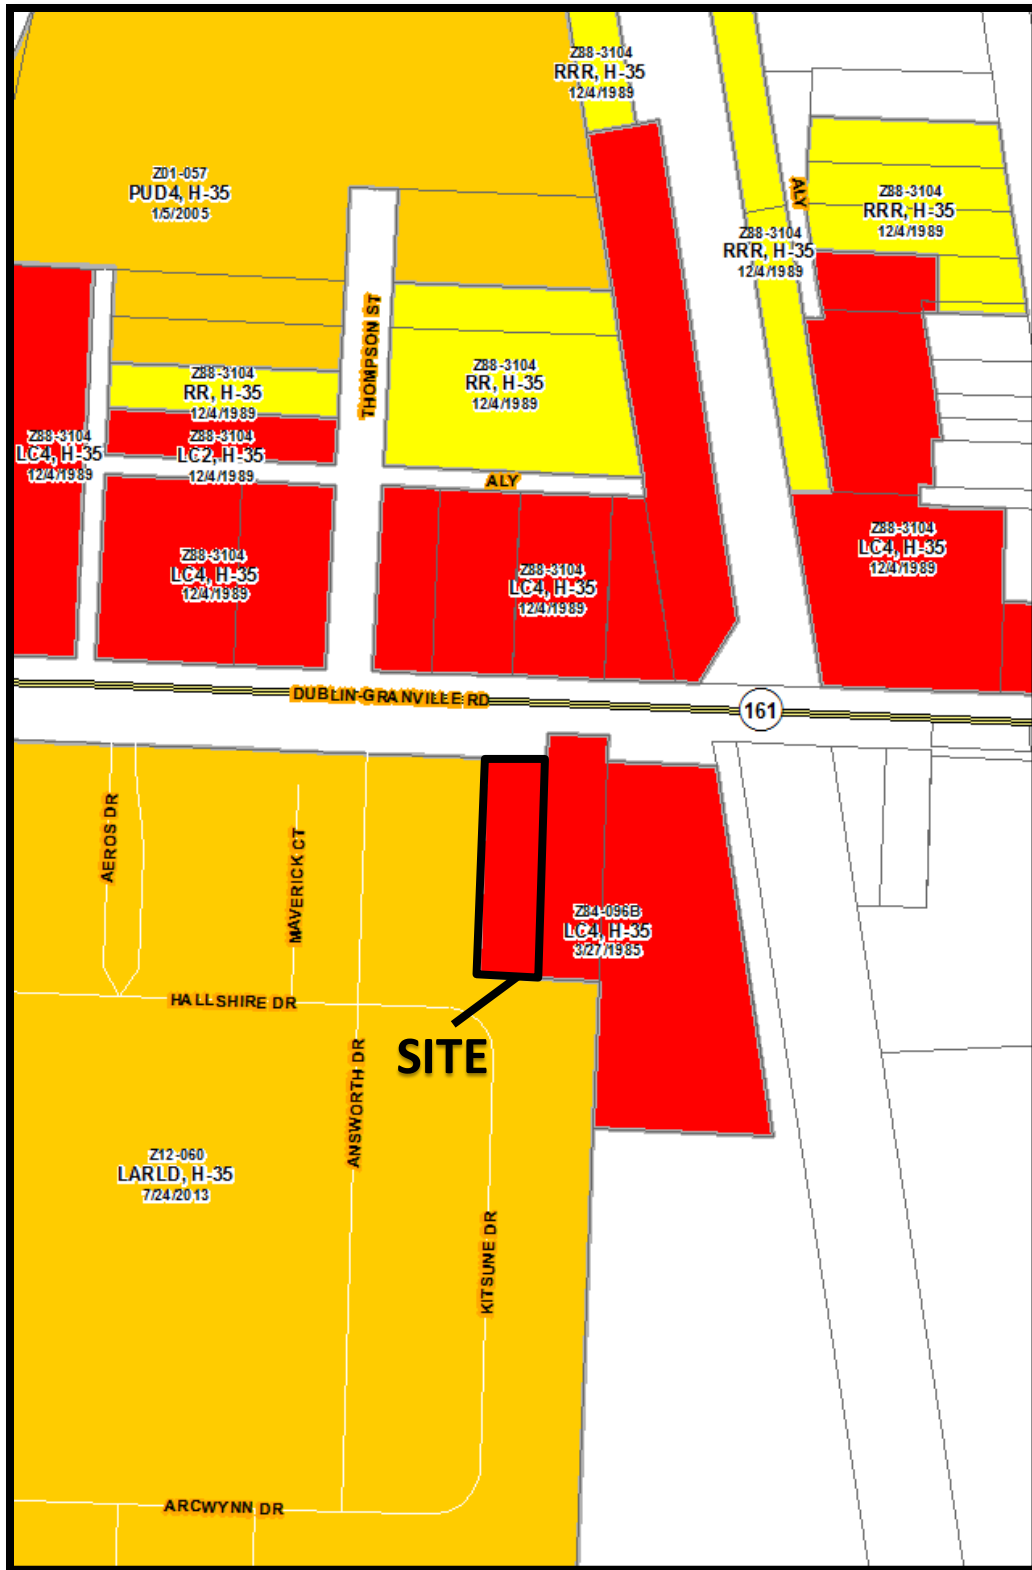 Z88-3104
RRR, H-35
12/4/1989
Z01-057
PUD4, H-35
1/5/2005
ALY
Z88-3104
RRR, H-35
12/4/1989
Z88-3104
RRR, H-35
12/4/1989
THOMPSON ST
Z88-3104
RR, H-35
12/4/1989
Z88-3104
RR, H-35
12/4/1989
Z88-3104
LC4, H-35
12/4/1989
Z88-3104
LC2, H-35
12/4/1989
ALY
Z88-3104
LC4, H-35
12/4/1989
Z88-3104
LC4, H-35
12/4/1989
Z88-3104
LC4, H-35
12/4/1989
DUBLIN-GRANVILLE RD
161
AEROS DR
MAVERICK CT
Z84-096B
LC4, H-35
3/27/1985
HALLSHIRE DR
SITE
ANSWORTH DR
Z12-060
LARLD, H-35
7/24/2013
KITSUNE DR
ARCWYNN DR